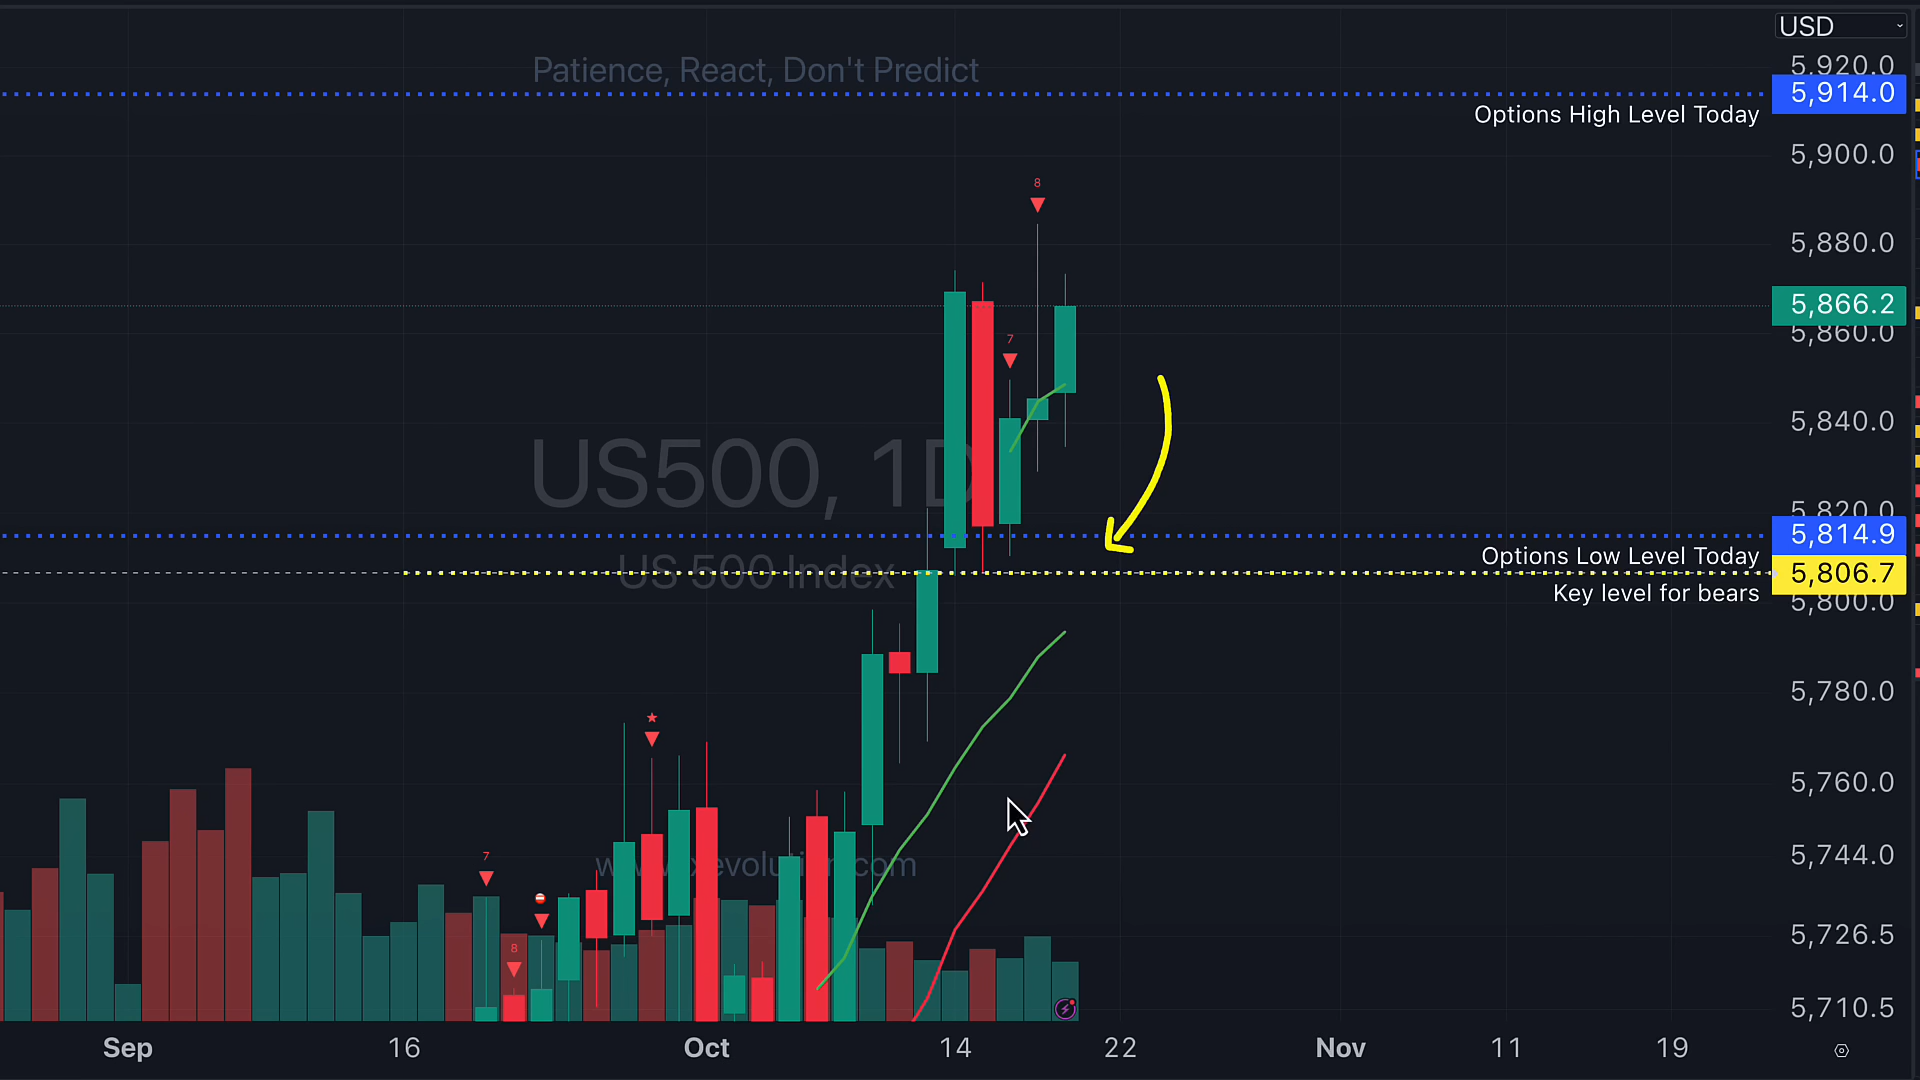 USD
Patience, React, Don't Predict
5,920.0
5,914.0
Options High Level Today
5,900.0
8
5,880.0
5,866.2
5,860.0
7
5,840.0
US500, 1D
5,820.0
5,814.9
Options Low Level Today
US 500 Index
5,806.7
Key level for bears
5,800.0
5,780.0
5,760.0
7
5,744.0
8
5,726.5
5,710.5
Sep
16
Oct
14
22
Nov
11
19